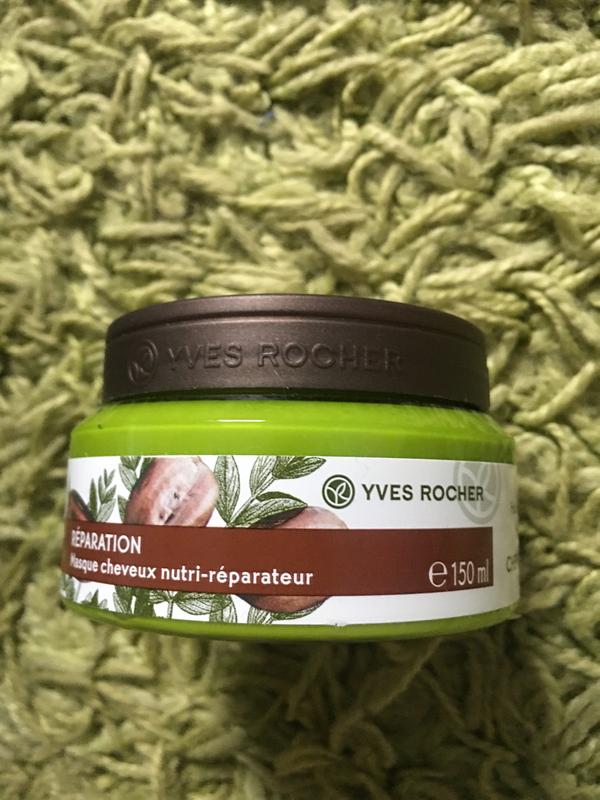 YVES ROCHER
YVES ROCHER
RÉPARATION
Masque cheveux nutri-réparateur
℮ 150 ml